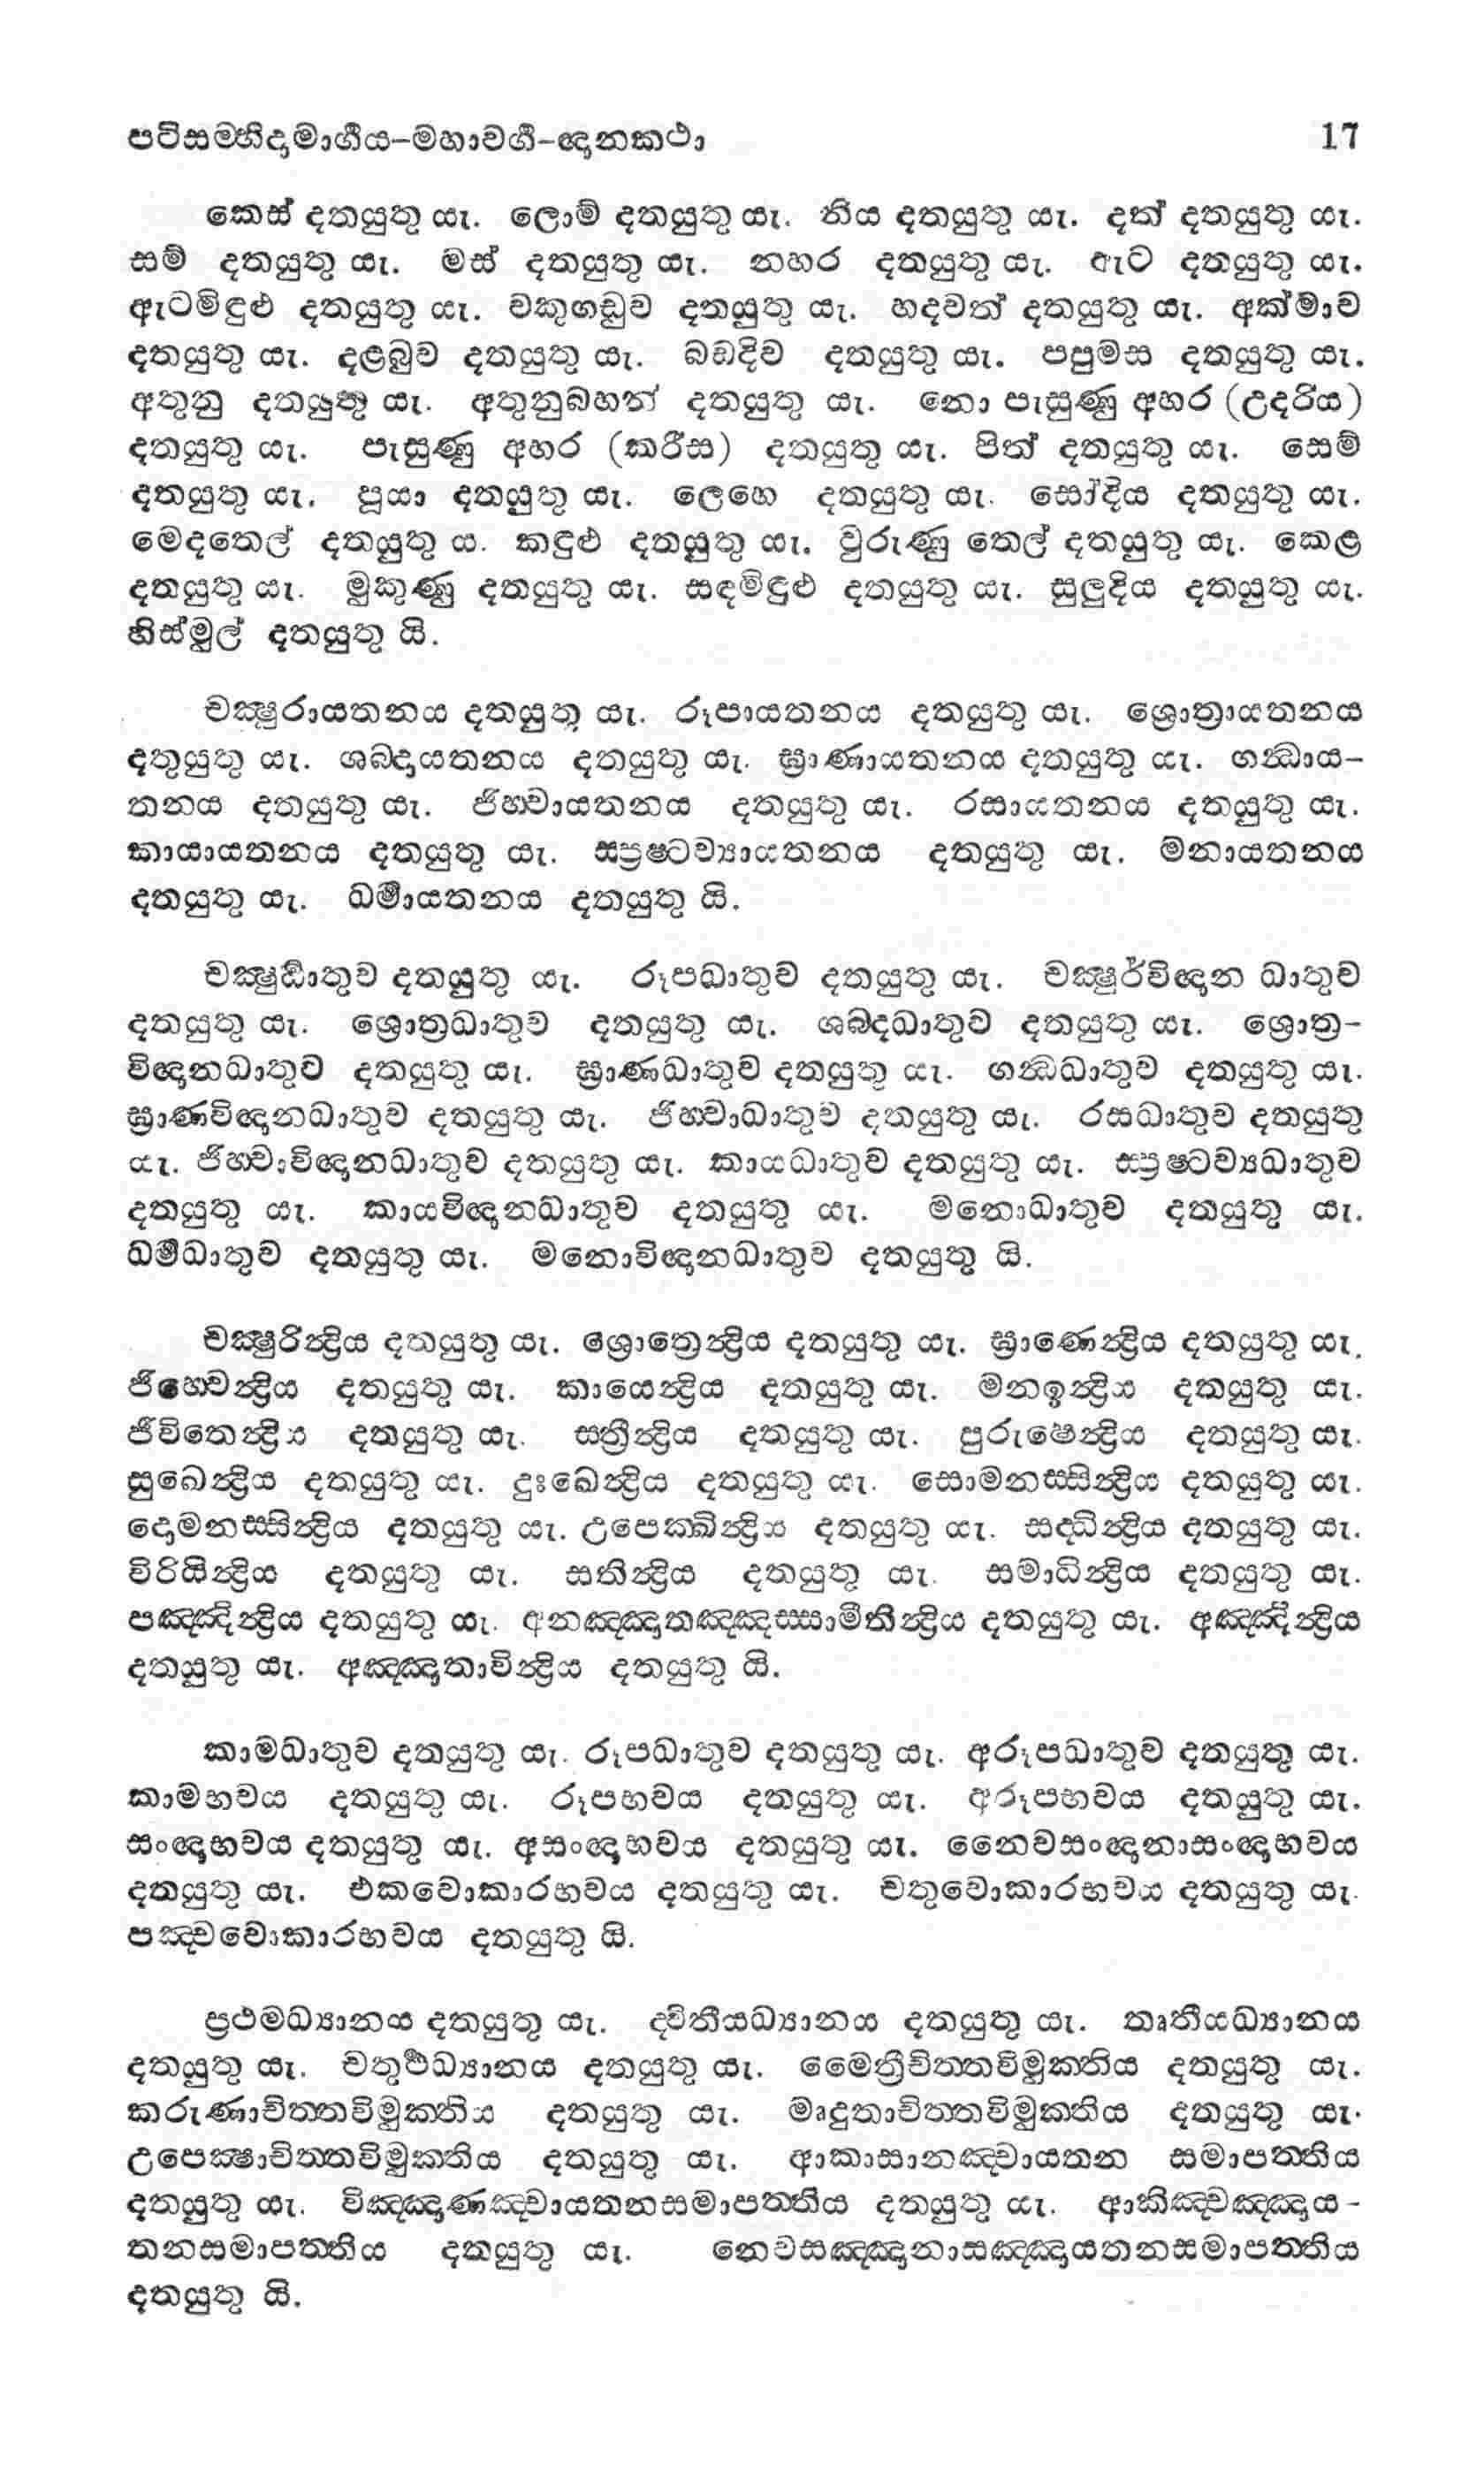 පටිසම්භිදාමාර්ගය-මහාවර්ග-ඥානකථා 17
කෙස් දතයුතු යැ. ලොම් දතයුතු යැ. නිය දතයුතු යැ. දත් දතයුතු යැ.
සම් දතයුතු යැ. මස් දතයුතු යැ. නහර දතයුතු යැ. ඇට දතයුතු යැ.
ඇටමිඳුළු දතයුතු යැ. වකුගඩුව දතයුතු යැ. හදවත් දතයුතු යැ. අක්මාව
දතයුතු යැ. දළබුව දතයුතු යැ. බඩදිව දතයුතු යැ. පපුමස දතයුතු යැ.
අතුනු දතයුතු යැ. අතුනුබහන් දතයුතු යැ. නො පැසුණු අහර (උදරිය)
දතයුතු යැ. පැසුණු අහර (කරීස) දතයුතු යැ. පිත් දතයුතු යැ. සෙම්
දතයුතු යැ. පූයා දතයුතු යැ. ලෙහෙ දතයුතු යැ. සෝදිය දතයුතු යැ.
මෙදතෙල් දතයුතු ය. කඳුළු දතයුතු යැ. වුරුණු තෙල් දතයුතු යැ. කෙළ
දතයුතු යැ. මුකුණු දතයුතු යැ. සඳමිඳුළු දතයුතු යැ. සුලුදිය දතයුතු යැ.
හිස්මුල් දතයුතු යි.
චක්‍ෂුරායතනය දතයුතු යැ. රූපායතනය දතයුතු යැ. ශ්‍රොත්‍රායතනය
දතුයුතු යැ. ශබ්දායතනය දතයුතු යැ. ඝ්‍රාණායතනය දතයුතු යැ. ගන්ධාය-
තනය දතයුතු යැ. ජිහ්වායතනය දතයුතු යැ. රසායතනය දතයුතු යැ.
කායායතනය දතයුතු යැ. ස්ප්‍රෂ්ටව්‍යායතනය දතයුතු යැ. මනායතනය
දතයුතු යැ. ධර්මායතනය දතයුතු යි.
චක්‍ෂුර්ධාතුව දතයුතු යැ. රූපධාතුව දතයුතු යැ. චක්‍ෂුර්විඥාන ධාතුව
දතයුතු යැ. ශ්‍රොත්‍රධාතුව දතයුතු යැ. ශබ්දධාතුව දතයුතු යැ. ශ්‍රොත්‍ර-
විඥානධාතුව දතයුතු යැ. ඝ්‍රාණධාතුව දතයුතු යැ. ගන්ධධාතුව දතයුතු යැ.
ඝ්‍රාණවිඥානධාතුව දතයුතු යැ. ජිහ්වාධාතුව දතයුතු යැ. රසධාතුව දතයුතු
යැ. ජිහ්වාවිඥානධාතුව දතයුතු යැ. කායධාතුව දතයුතු යැ. ස්ප්‍රෂ්ටව්‍යධාතුව
දතයුතු යැ. කායවිඥානධාතුව දතයුතු යැ. මනොධාතුව දතයුතු යැ.
ධර්මධාතුව දතයුතු යැ. මනොවිඥානධාතුව දතයුතු යි.
චක්‍ෂුරින්‍ද්‍රිය දතයුතු යැ. ශ්‍රොත්‍රෙන්‍ද්‍රිය දතයුතු යැ. ඝ්‍රාණෙන්‍ද්‍රිය දතයුතු යැ.
ජිහ්වෙන්‍ද්‍රිය දතයුතු යැ. කායෙන්‍ද්‍රිය දතයුතු යැ. මනඉන්‍ද්‍රිය දතයුතු යැ.
ජීවිතෙන්‍ද්‍රිය දතයුතු යැ. ස්ත්‍රීන්‍ද්‍රිය දතයුතු යැ. පුරුෂෙන්‍ද්‍රිය දතයුතු යැ.
සුඛෙන්‍ද්‍රිය දතයුතු යැ. දුඃඛෙන්‍ද්‍රිය දතයුතු යැ. සොමනස්සින්‍ද්‍රිය දතයුතු යැ.
දොමනස්සින්‍ද්‍රිය දතයුතු යැ. උපෙක්ඛින්‍ද්‍රිය දතයුතු යැ. සද්ධින්‍ද්‍රිය දතයුතු යැ.
විරියින්‍ද්‍රිය දතයුතු යැ. සතින්‍ද්‍රිය දතයුතු යැ. සමාධින්‍ද්‍රිය දතයුතු යැ.
පඤ්ඤින්‍ද්‍රිය දතයුතු යැ. අනඤ්ඤාතඤ්ඤස්සාමීතින්‍ද්‍රිය දතයුතු යැ. අඤ්ඤින්‍ද්‍රිය
දතයුතු යැ. අඤ්ඤාතාවින්‍ද්‍රිය දතයුතු යි.
කාමධාතුව දතයුතු යැ. රූපධාතුව දතයුතු යැ. අරූපධාතුව දතයුතු යැ.
කාමභවය දතයුතු යැ. රූපභවය දතයුතු යැ. අරූපභවය දතයුතු යැ.
සංඥාභවය දතයුතු යැ. අසංඥාභවය දතයුතු යැ. නෛවසංඥානාසංඥාභවය
දතයුතු යැ. එකවොකාරභවය දතයුතු යැ. චතුවොකාරභවය දතයුතු යැ.
පඤ්චවොකාරභවය දතයුතු යි.
ප්‍රථමධ්‍යානය දතයුතු යැ. ද්විතීයධ්‍යානය දතයුතු යැ. තෘතීයධ්‍යානය
දතයුතු යැ. චතුර්ථධ්‍යානය දතයුතු යැ. මෛත්‍රීචිත්තවිමුක්තිය දතයුතු යැ.
කරුණාචිත්තවිමුක්තිය දතයුතු යැ. මෘදුතාචිත්තවිමුක්තිය දතයුතු යැ.
උපෙක්‍ෂාචිත්තවිමුක්තිය දතයුතු යැ. ආකාසානඤ්චායතන සමාපත්තිය
දතයුතු යැ. විඤ්ඤාණඤ්චායතනසමාපත්තිය දතයුතු යැ. ආකිඤ්චඤ්ඤාය-
තනසමාපත්තිය දතයුතු යැ. නෙවසඤ්ඤානාසඤ්ඤායතනසමාපත්තිය
දතයුතු යි.